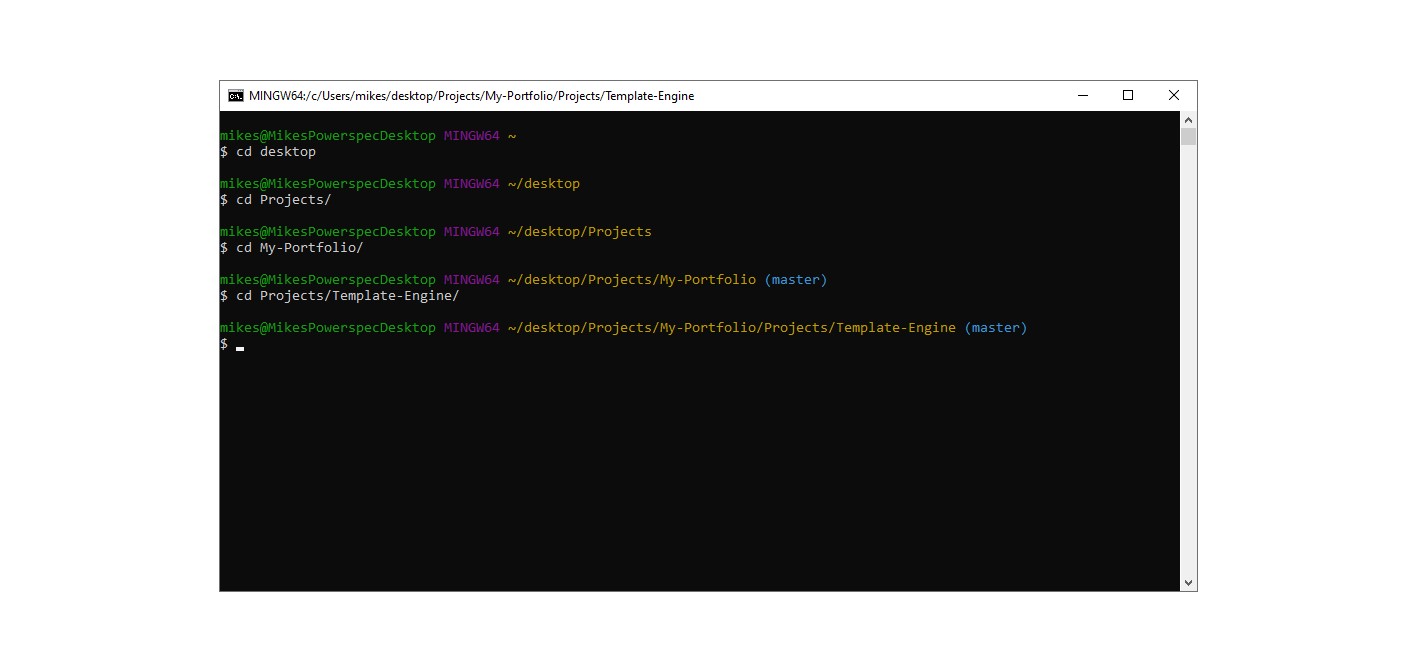 MINGW64:/c/Users/mikes/desktop/Projects/My-Portfolio/Projects/Template-Engine
mikes@MikesPowerspecDesktop MINGW64 ~
$ cd desktop
mikes@MikesPowerspecDesktop MINGW64 ~/desktop
$ cd Projects/
mikes@MikesPowerspecDesktop MINGW64 ~/desktop/Projects
$ cd My-Portfolio/
mikes@MikesPowerspecDesktop MINGW64 ~/desktop/Projects/My-Portfolio (master)
$ cd Projects/Template-Engine/
mikes@MikesPowerspecDesktop MINGW64 ~/desktop/Projects/My-Portfolio/Projects/Template-Engine (master)
$